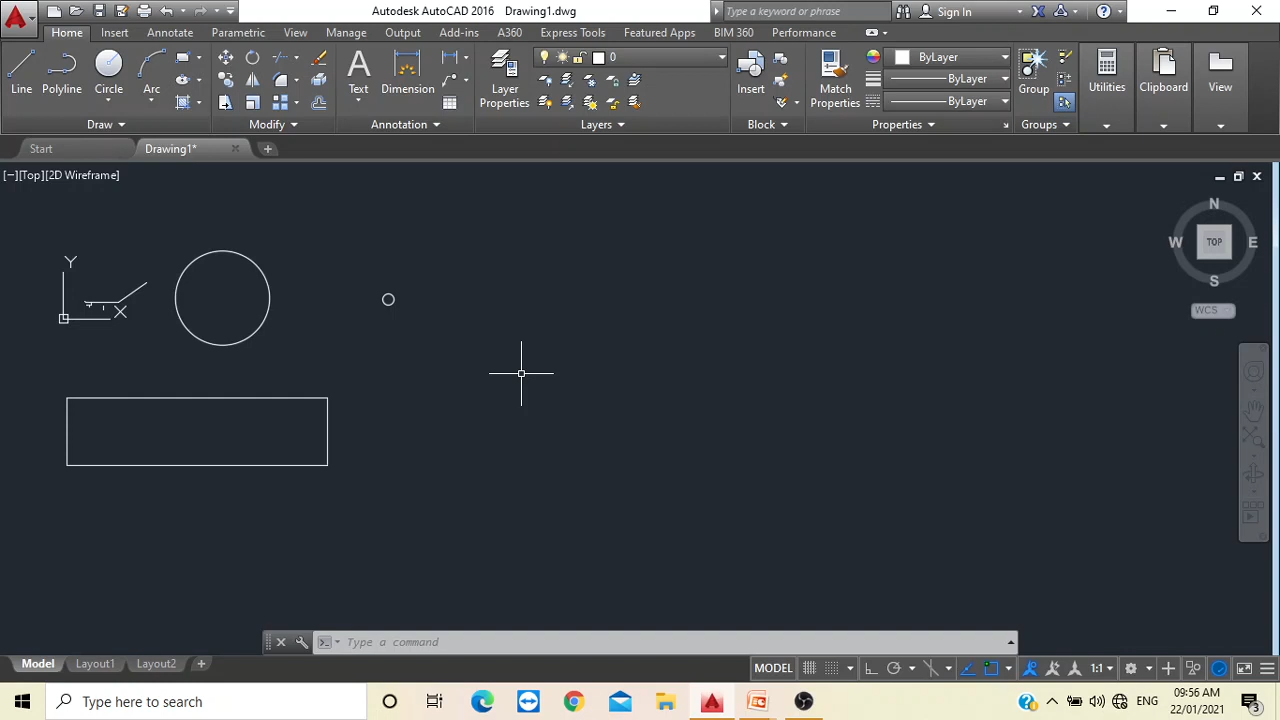 Autodesk AutoCAD 2016 Drawing1.dwg
Type a keyword or phrase
Sign In
Home Insert Annotate Parametric View Manage Output Add-ins A360 Express Tools Featured Apps BIM 360 Performance
Line Polyline Circle Arc
Text Dimension
Layer Properties
0
Insert
Match Properties
ByLayer
ByLayer
ByLayer
Group
Utilities
Clipboard
View
Draw Modify Annotation Layers Block Properties Groups
Start Drawing1*
[−][Top][2D Wireframe]
N
W TOP E
S
WCS
Y
X
Type a command
Model Layout1 Layout2
MODEL
1:1
Type here to search
ENG
09:56 AM
22/01/2021
3